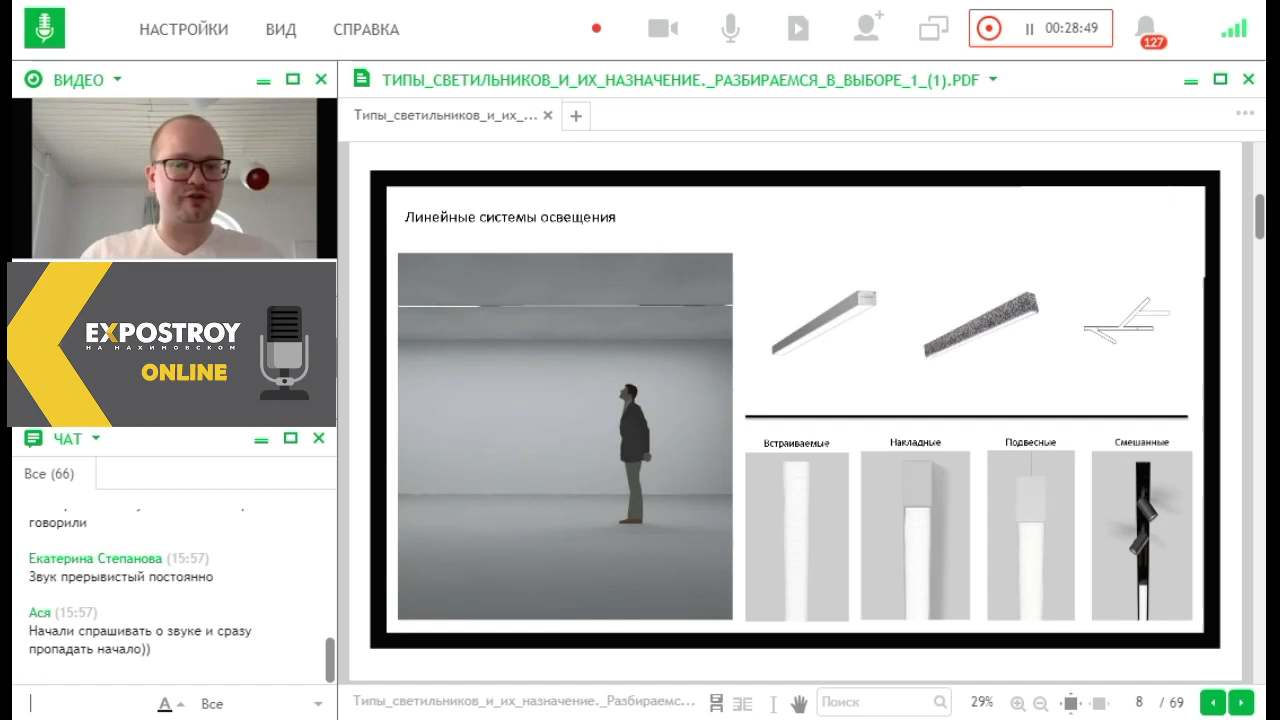 НАСТРОЙКИ ВИД СПРАВКА
00:28:49
127
ВИДЕО
ТИПЫ_СВЕТИЛЬНИКОВ_И_ИХ_НАЗНАЧЕНИЕ._РАЗБИРАЕМСЯ_В_ВЫБОРЕ_1_(1).PDF
Типы_светильников_и_их_...
Линейные системы освещения
Встраиваемые
Накладные
Подвесные
Смешанные
EXPOSTROY
НА НАХИМОВСКОМ
ONLINE
ЧАТ
Все (66)
говорили
Екатерина Степанова (15:57)
Звук прерывистый постоянно
Ася (15:57)
Начали спрашивать о звуке и сразу
пропадать начало))
A Все
Типы_светильников_и_их_назначение._Разбираемс...
Поиск
29%
8 / 69